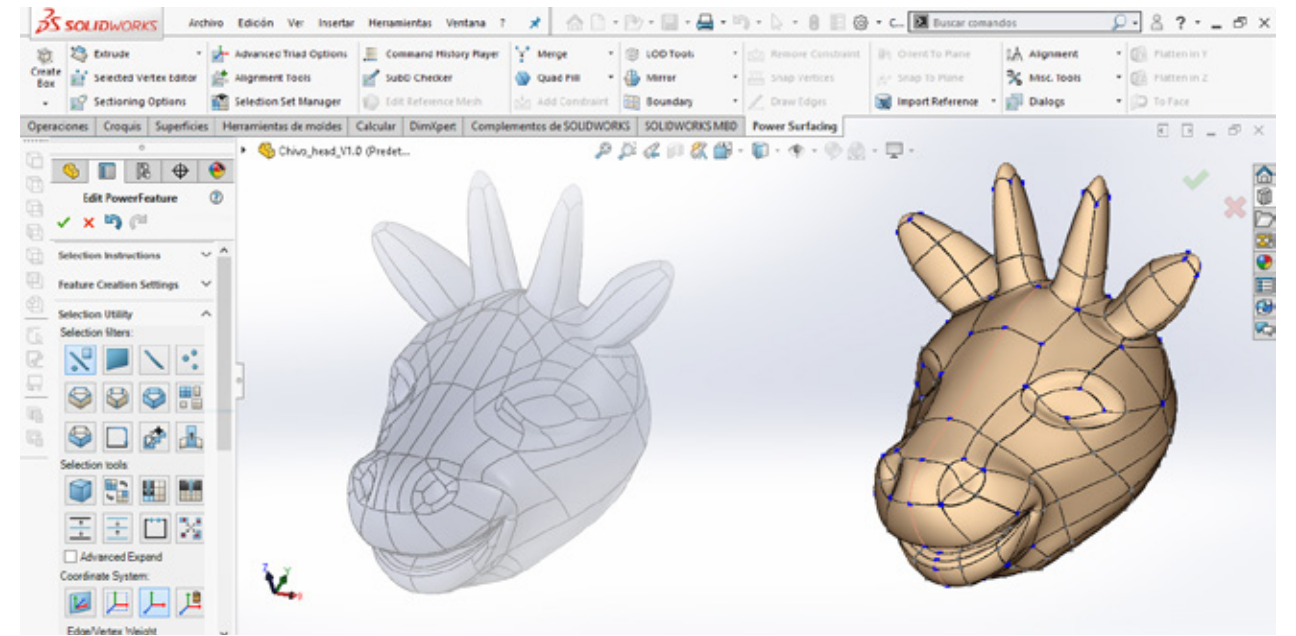 SOLIDWORKS Archivo Edición Ver Insertar Herramientas Ventana ? C... Buscar comandos ?
Create Box
Extrude Advanced Triad Options Command History Player Merge LOD Tools Remove Constraint Orient To Plane Alignment Flatten in Y
Selected Vertex Editor Alignment Tools SubD Checker Quad Fill Mirror Snap Vertices Snap To Plane Misc. Tools Flatten in Z
Sectioning Options Selection Set Manager Edit Reference Mesh Add Constraint Boundary Draw Edges Import Reference Dialogs To Face
Operaciones Croquis Superficies Herramientas de moldes Calcular DimXpert Complementos de SOLIDWORKS SOLIDWORKS MBD Power Surfacing
Chivo_head_V1.0 (Predet...
Edit PowerFeature
Selection Instructions
Feature Creation Settings
Selection Utility
Selection filters:
Selection tools:
Advanced Expand
Coordinate System:
Edge/Vertex Weight
Z Y X